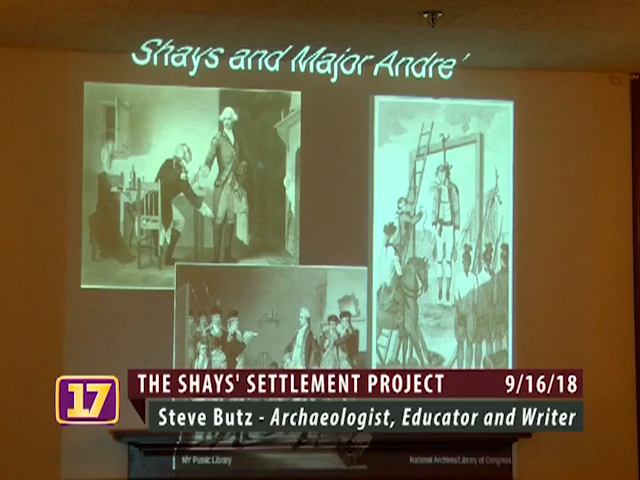 Shays and Major Andre'
17
THE SHAYS' SETTLEMENT PROJECT 9/16/18
Steve Butz - Archaeologist, Educator and Writer
NY Public Library
National Archives/Library of Congress